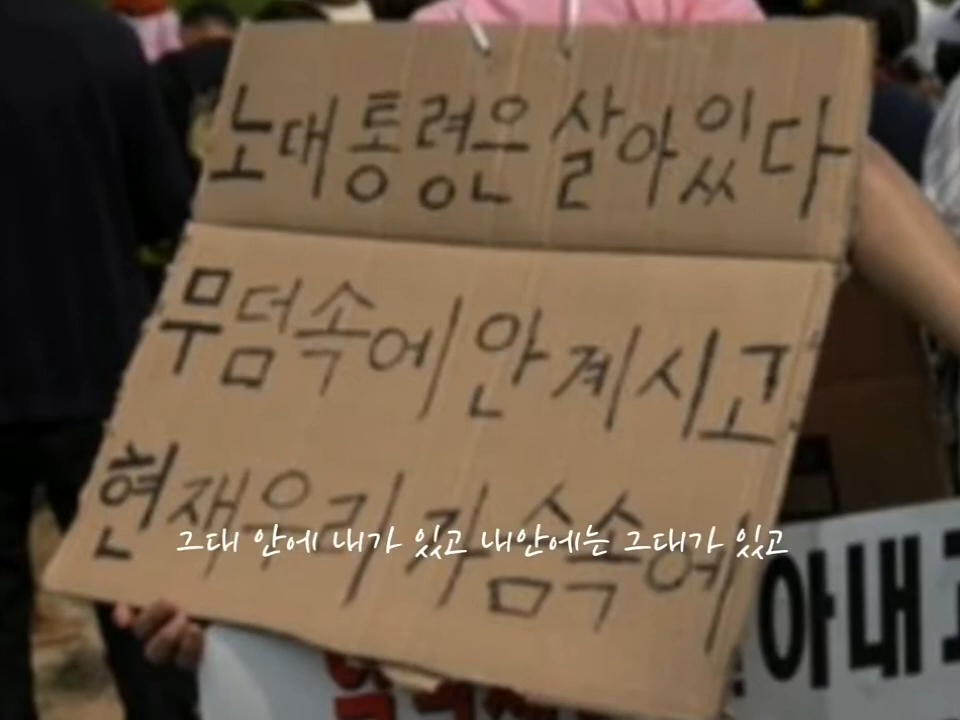 노대통령은 살아있다
무덤속에 안계시고
현재우리가슴속에
그대 안에 내가 있고 내안에는 그대가 있고
아내